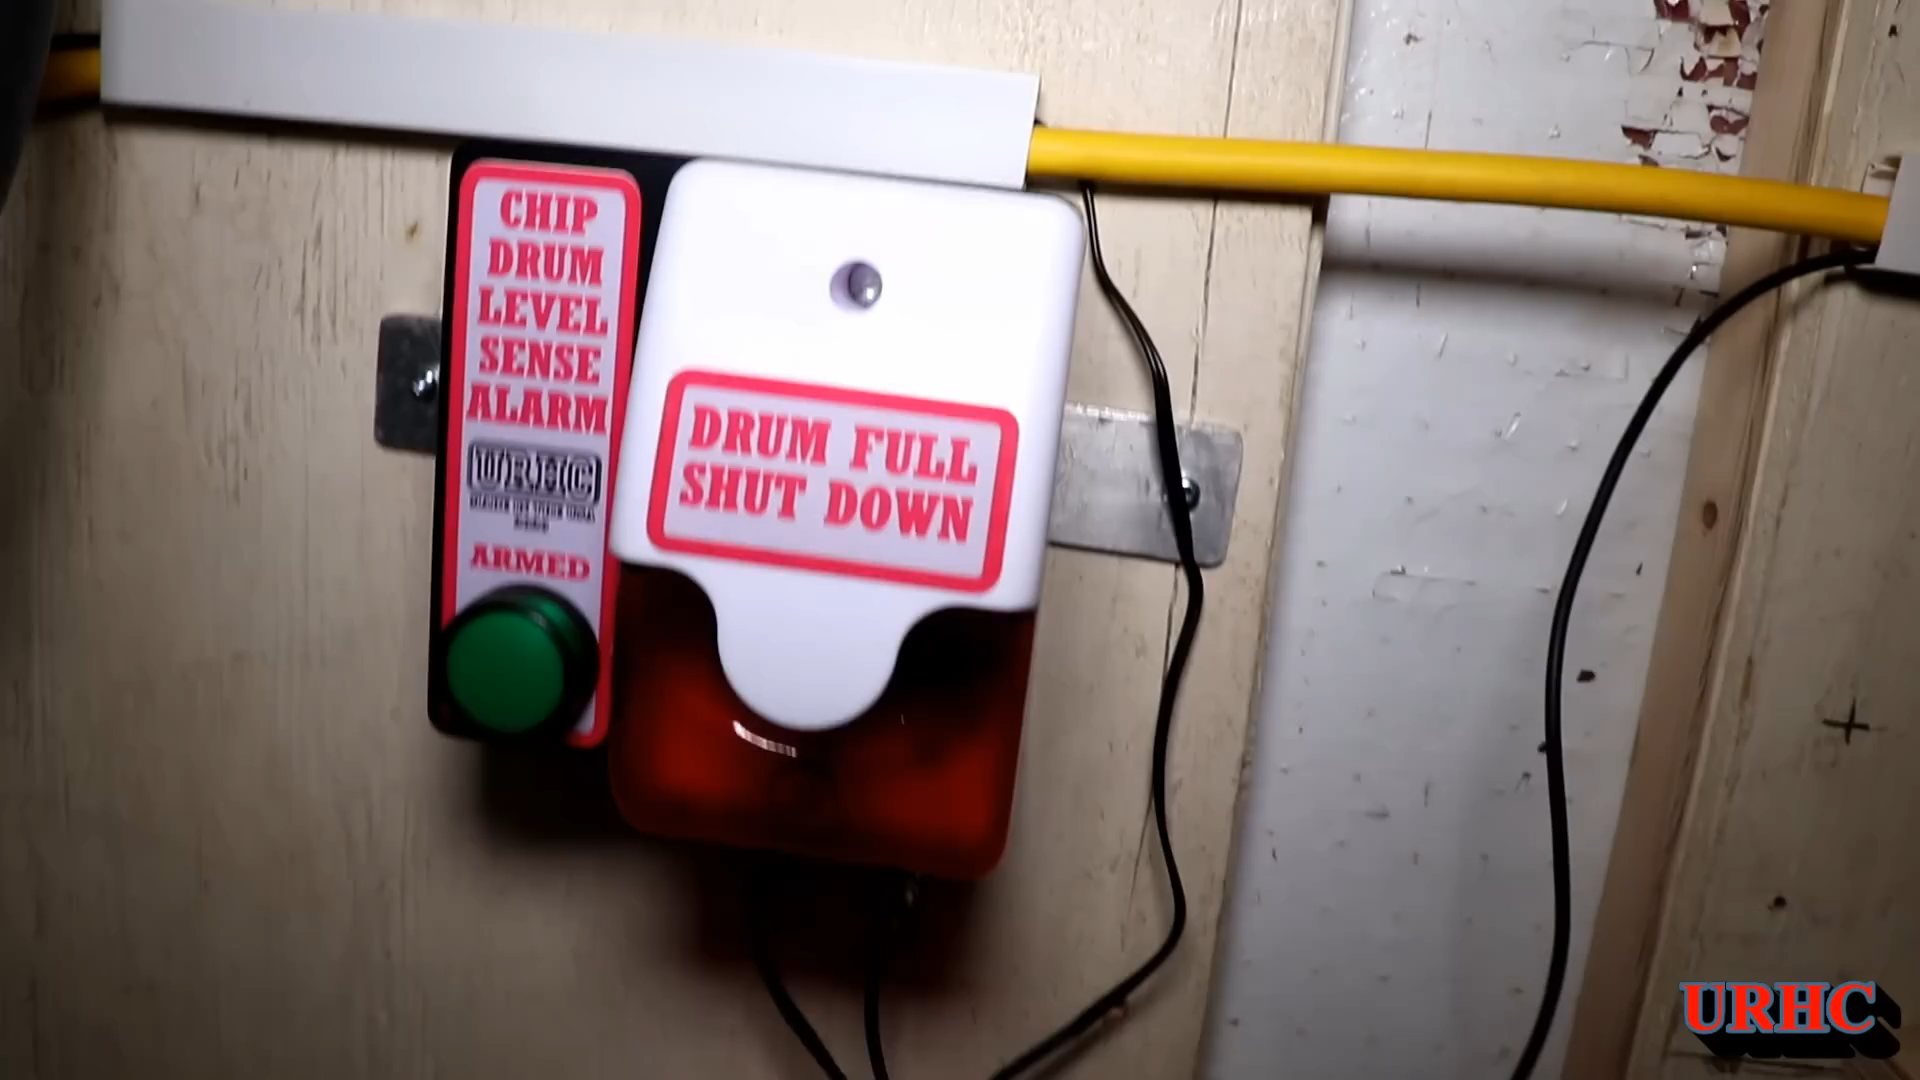 CHIP
DRUM
LEVEL
SENSE
ALARM
URHC
ARMED
DRUM FULL
SHUT DOWN
URHC